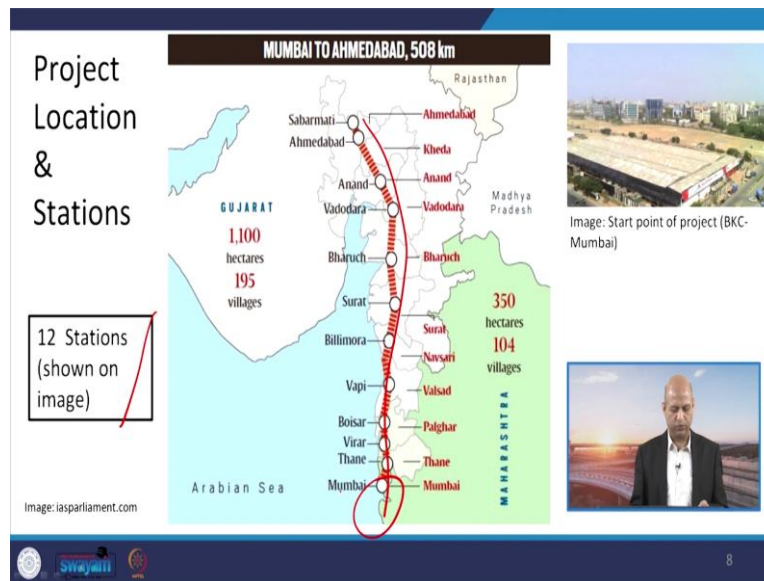 Project
Location
&
Stations
12 Stations
(shown on
image)
Image: iasparliament.com
MUMBAI TO AHMEDABAD, 508 km
Rajasthan
Sabarmati
Ahmedabad
Ahmedabad
Kheda
Anand
Anand
Vadodara
Vadodara
Madhya
Pradesh
GUJARAT
1,100
hectares
195
villages
Bharuch
Bharuch
Surat
Surat
350
hectares
104
villages
Billimora
Navsari
Vapi
Valsad
Boisar
Palghar
Virar
Thane
Thane
Mumbai
Mumbai
MAHARASHTRA
Arabian Sea
Image: Start point of project (BKC-
Mumbai)
swayam
8